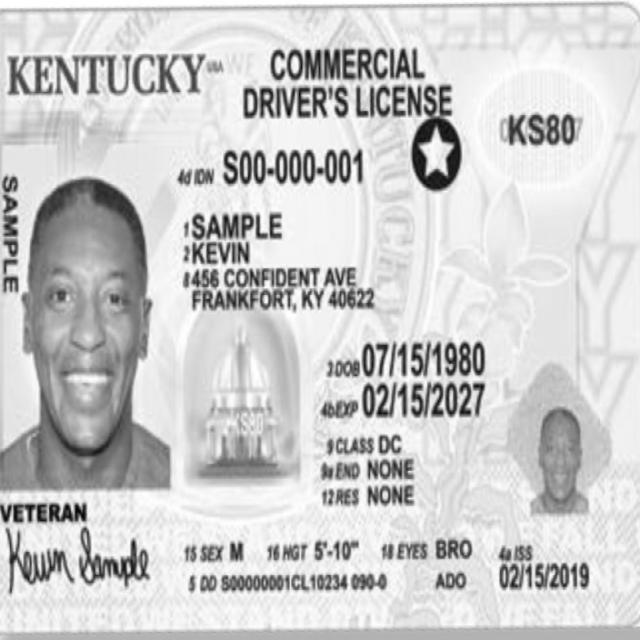 KENTUCKY USA
COMMERCIAL
DRIVER'S LICENSE
KS80
4d IDN S00-000-001
SAMPLE
1 SAMPLE
2 KEVIN
8 456 CONFIDENT AVE
FRANKFORT, KY 40622
KS80
3 DOB 07/15/1980
4b EXP 02/15/2027
9 CLASS DC
9a END NONE
12 RES NONE
VETERAN
Kevin Sample
15 SEX M 16 HGT 5'-10" 18 EYES BRO 4a ISS
5 DD S00000001CL10234 090-0 ADO 02/15/2019